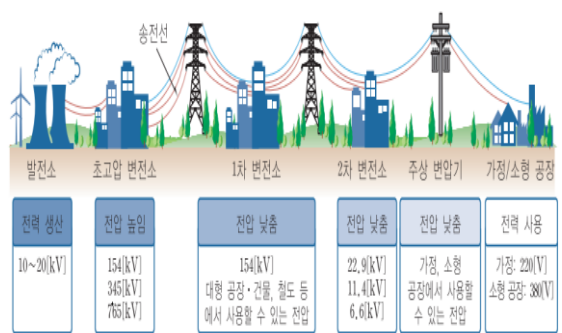 송전선
발전소
초고압 변전소
1차 변전소
2차 변전소
주상 변압기
가정/소형 공장
전력 생산
10~20[kV]
전압 높임
154[kV]
345[kV]
765[kV]
전압 낮춤
154[kV]
대형 공장·건물, 철도 등
에서 사용할 수 있는 전압
전압 낮춤
22.9[kV]
11.4[kV]
6.6[kV]
전압 낮춤
가정, 소형
공장에서 사용할
수 있는 전압
전력 사용
가정: 220[V]
소형 공장: 380[V]